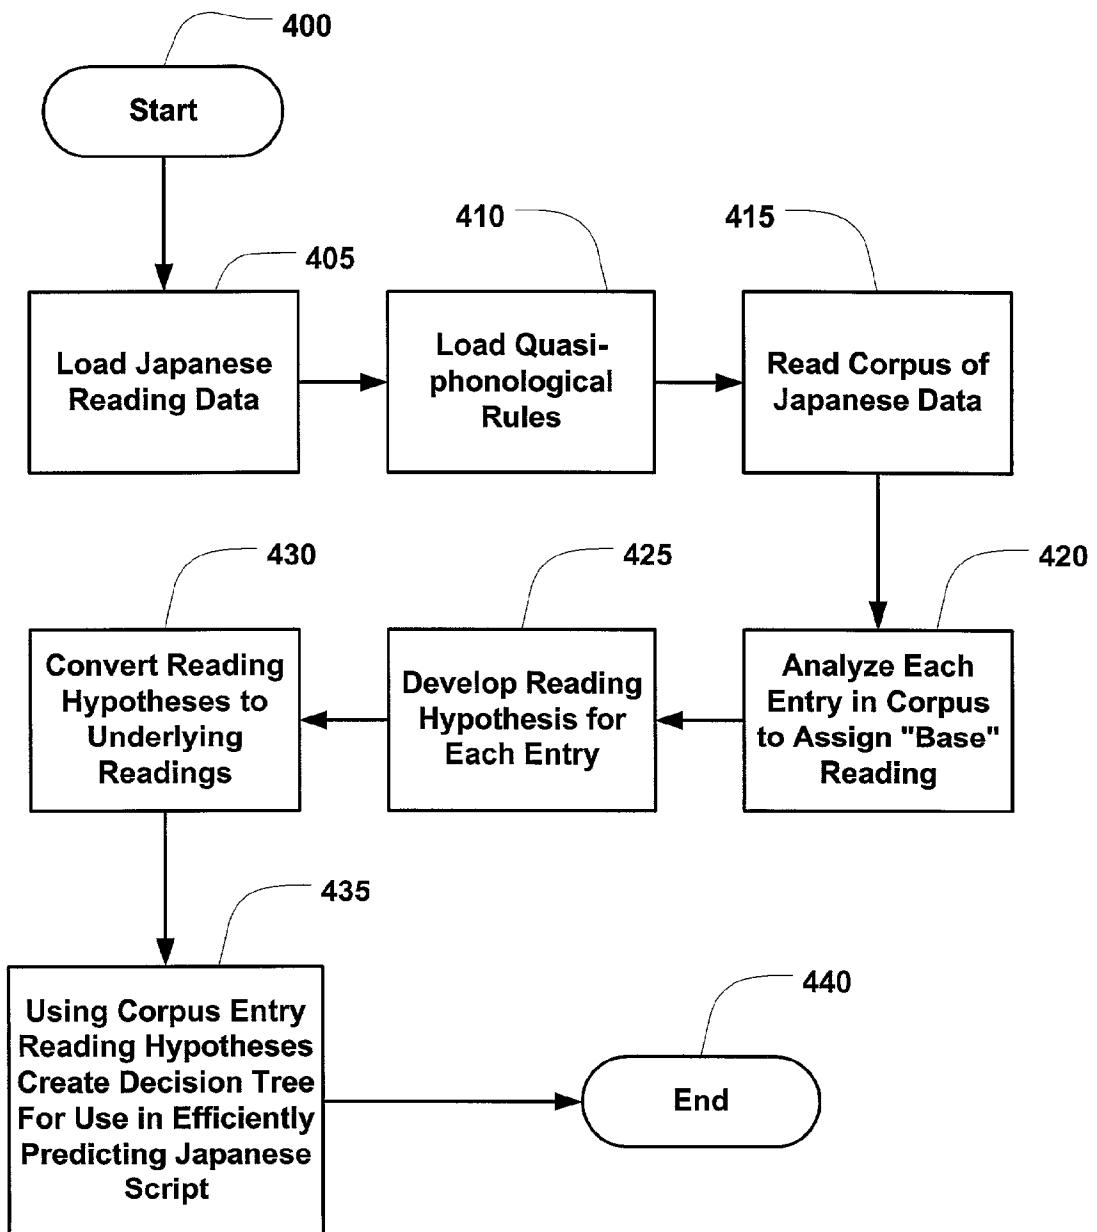 400
Start
405
Load Japanese
Reading Data
410
Load Quasi-
phonological
Rules
415
Read Corpus of
Japanese Data
420
Analyze Each
Entry in Corpus
to Assign "Base"
Reading
425
Develop Reading
Hypothesis for
Each Entry
430
Convert Reading
Hypotheses to
Underlying
Readings
435
Using Corpus Entry
Reading Hypotheses
Create Decision Tree
For Use in Efficiently
Predicting Japanese
Script
440
End